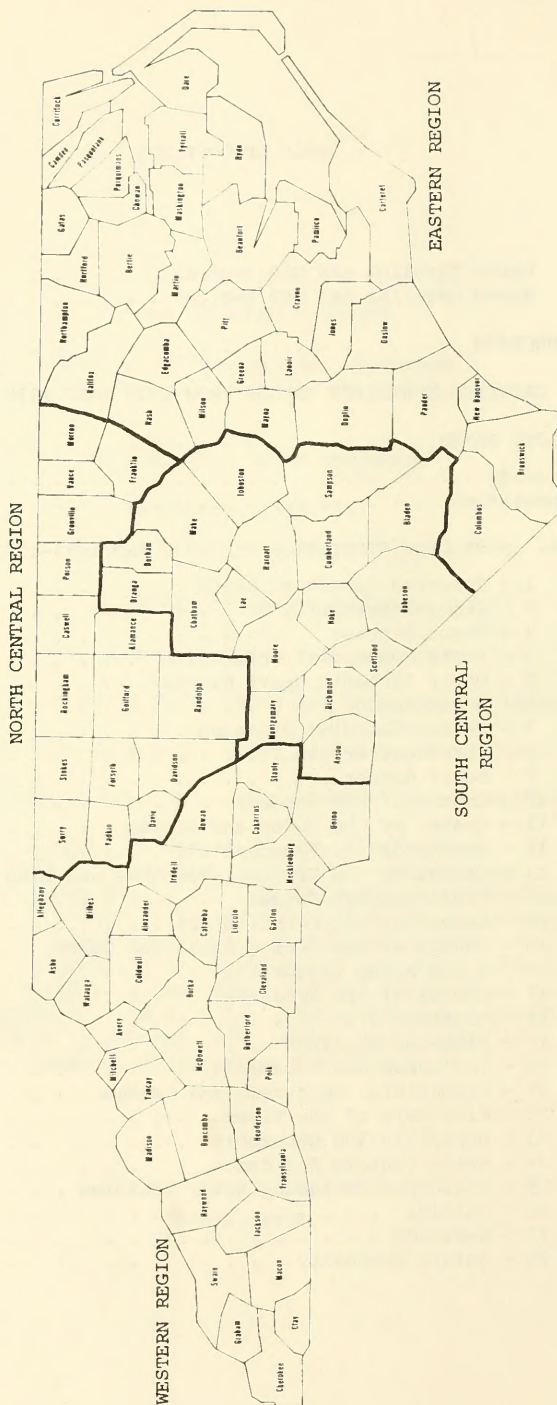 NORTH CENTRAL REGION
WESTERN REGION
EASTERN REGION
SOUTH CENTRAL
REGION
Cherokee
Graham
Clay
Swain
Macon
Jackson
Haywood
Transylvania
Madison
Buncombe
Henderson
Yancey
Mitchell
Avery
McDowell
Polk
Rutherford
Ashe
Watauga
Burke
Cleveland
Alleghany
Wilkes
Caldwell
Alexander
Catawba
Lincoln
Gaston
Iredell
Mecklenburg
Surry
Yadkin
Davie
Rowan
Cabarrus
Stanly
Union
Stokes
Forsyth
Davidson
Montgomery
Anson
Rockingham
Guilford
Randolph
Richmond
Caswell
Alamance
Chatham
Moore
Scotland
Person
Orange
Durham
Lee
Hoke
Robeson
Granville
Wake
Harnett
Cumberland
Bladen
Columbus
Vance
Franklin
Warren
Johnston
Sampson
Halifax
Nash
Wilson
Wayne
Duplin
Pender
New Hanover
Brunswick
Northampton
Edgecombe
Greene
Lenoir
Jones
Onslow
Hertford
Bertie
Martin
Pitt
Craven
Gates
Chowan
Perquimans
Pasquotank
Camden
Currituck
Washington
Tyrrell
Dare
Beaufort
Hyde
Pamlico
Carteret